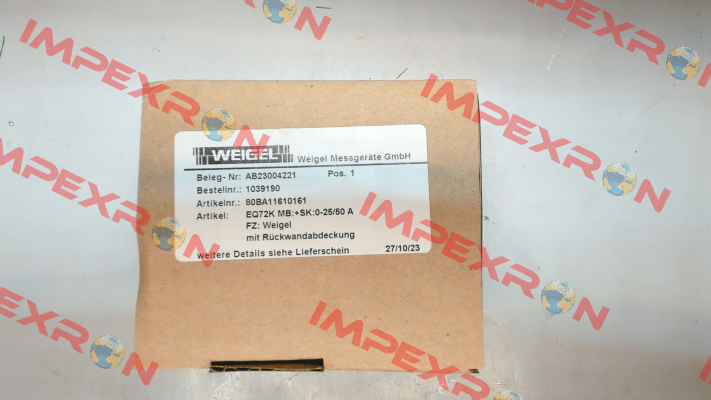 WEIGEL Weigel Messgeräte GmbH
Beleg- Nr: AB23004221 Pos. 1
Bestellnr.: 1039190
Artikelnr.: 80BA11610161
Artikel: EQ72K MB:+SK:0-25/50 A
FZ: Weigel
mit Rückwandabdeckung
weitere Details siehe Lieferschein 27/10/23
IMPEXRON
IMPEXRON
IMPEXRON
IMPEXRON
IMPEXRON
IMPEXRON
IMPEXRON